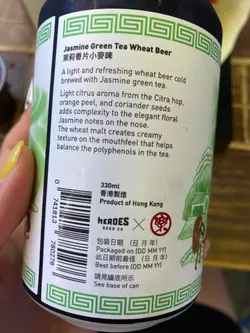 Jasmine Green Tea Wheat Beer
茉莉香片小麥啤
A light and refreshing wheat beer cold
brewed with Jasmine green tea.
Light citrus aroma from the Citra hop,
orange peel, and coriander seeds
adds complexity to the elegant floral
Jasmine notes on the nose.
The wheat malt creates creamy
texture on the mouthfeel that helps
balance the polyphenols in the tea.
330ml
香港製造
Product of Hong Kong
HEROES
BEER CO
X
包裝日期 (日 月 年)
Packaged on (DD MM YY)
此日期前最佳 (日 月 年)
Best before (DD MM YY)
請見罐底所示
See base of can